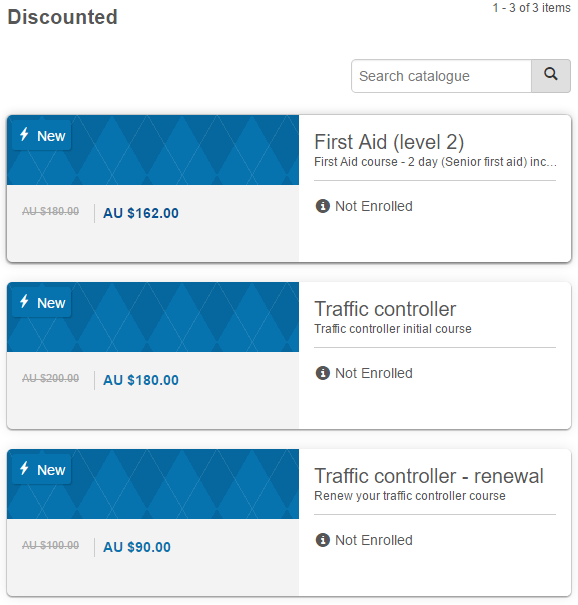 Discounted
1 - 3 of 3 items
Search catalogue
New
First Aid (level 2)
First Aid course - 2 day (Senior first aid) inc...
AU $180.00
AU $162.00
Not Enrolled
New
Traffic controller
Traffic controller initial course
AU $200.00
AU $180.00
Not Enrolled
New
Traffic controller - renewal
Renew your traffic controller course
AU $100.00
AU $90.00
Not Enrolled